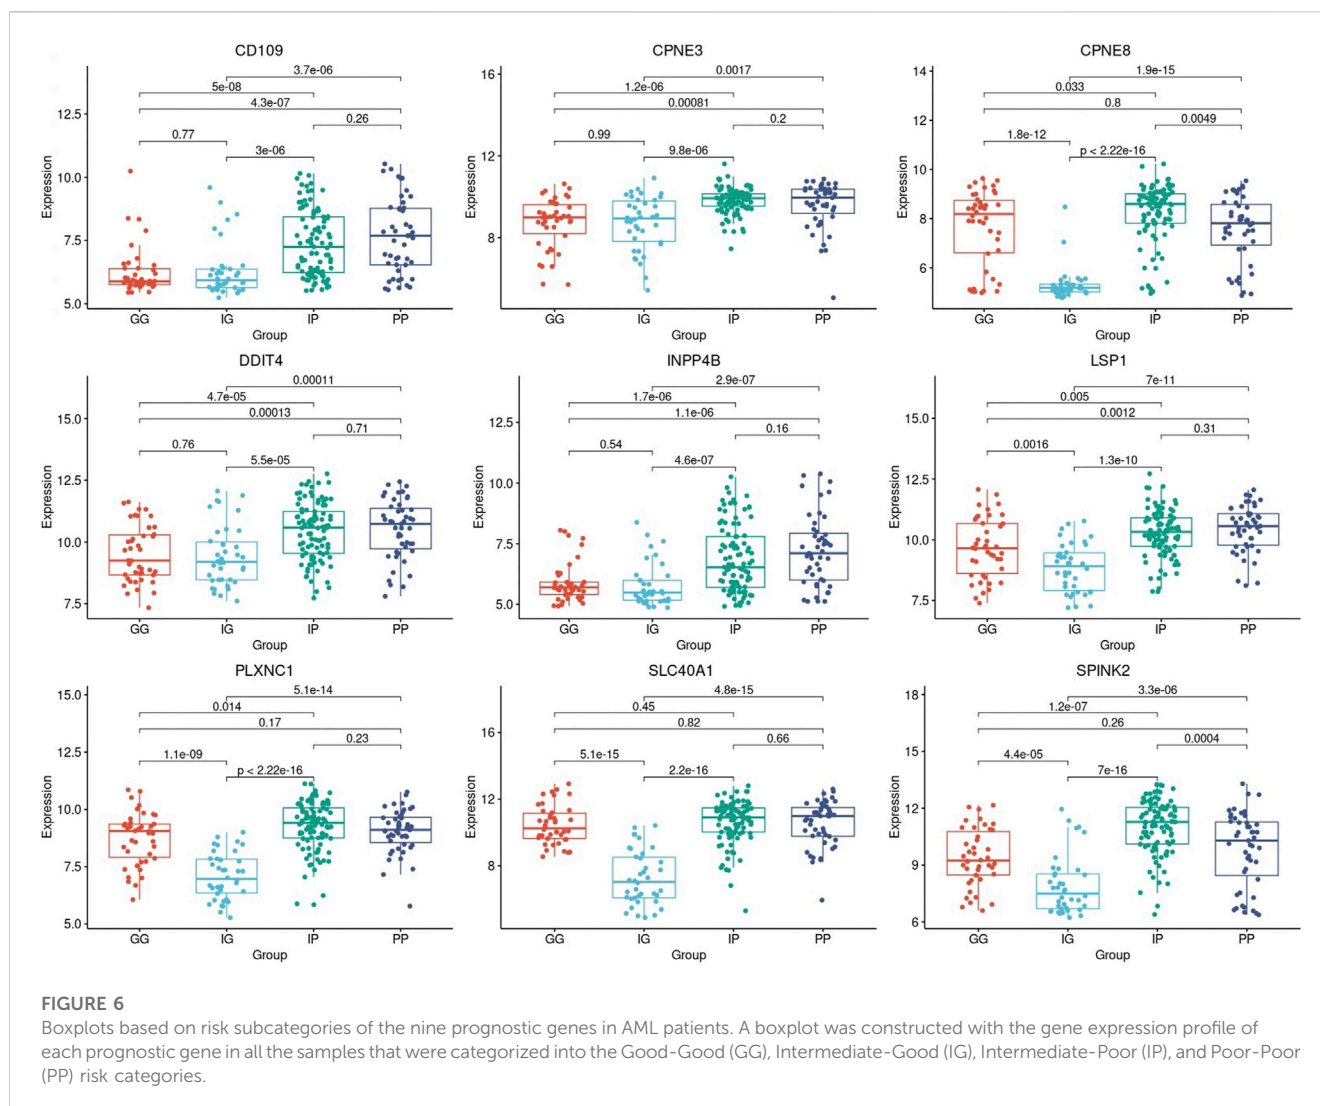 CD109
3.7e-06
5e-08
4.3e-07
0.26
0.77
3e-06
12.5
10.0
7.5
5.0
Expression
GG IG IP PP
Group
CPNE3
0.0017
1.2e-06
0.00081
0.2
0.99
9.8e-06
16
12
8
Expression
GG IG IP PP
Group
CPNE8
1.9e-15
0.033
0.8
0.0049
1.8e-12
p < 2.22e-16
14
12
10
8
6
Expression
GG IG IP PP
Group
DDIT4
0.00011
4.7e-05
0.00013
0.71
0.76
5.5e-05
15.0
12.5
10.0
7.5
Expression
GG IG IP PP
Group
INPP4B
2.9e-07
1.7e-06
1.1e-06
0.16
0.54
4.6e-07
12.5
10.0
7.5
5.0
Expression
GG IG IP PP
Group
LSP1
7e-11
0.005
0.0012
0.31
0.0016
1.3e-10
15.0
12.5
10.0
7.5
Expression
GG IG IP PP
Group
PLXNC1
5.1e-14
0.014
0.17
0.23
1.1e-09
p < 2.22e-16
15.0
12.5
10.0
7.5
5.0
Expression
GG IG IP PP
Group
SLC40A1
4.8e-15
0.45
0.82
0.66
5.1e-15
2.2e-16
16
12
8
Expression
GG IG IP PP
Group
SPINK2
3.3e-06
1.2e-07
0.26
0.0004
4.4e-05
7e-16
18
15
12
9
6
Expression
GG IG IP PP
Group
FIGURE 6
Boxplots based on risk subcategories of the nine prognostic genes in AML patients. A boxplot was constructed with the gene expression profile of
each prognostic gene in all the samples that were categorized into the Good-Good (GG), Intermediate-Good (IG), Intermediate-Poor (IP), and Poor-Poor
(PP) risk categories.